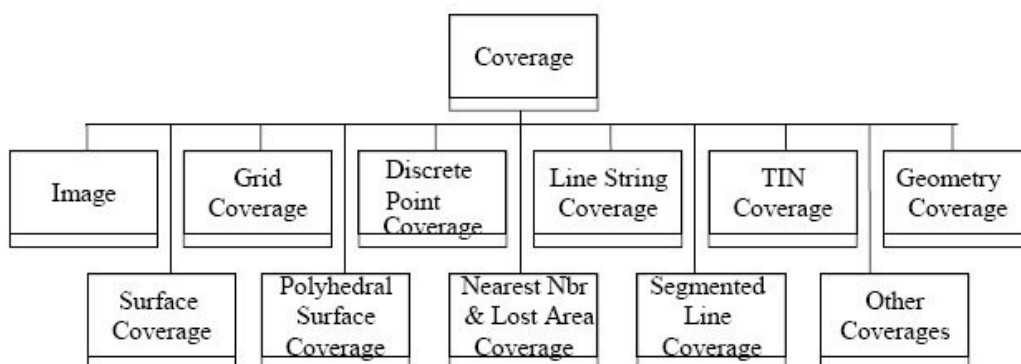 Coverage
Image
Grid
Coverage
Discrete
Point
Coverage
Line String
Coverage
TIN
Coverage
Geometry
Coverage
Surface
Coverage
Polyhedral
Surface
Coverage
Nearest Nbr
& Lost Area
Coverage
Segmented
Line
Coverage
Other
Coverages